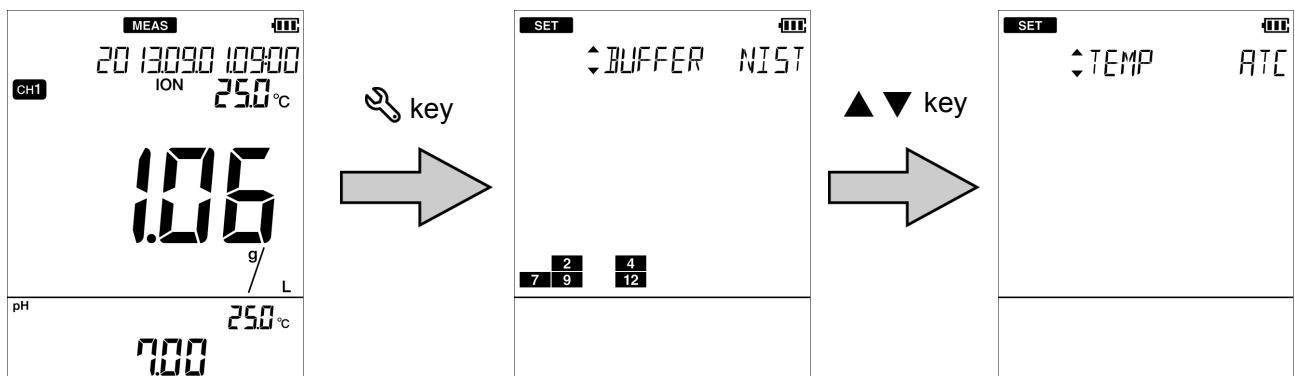 MEAS
2013.09.01.09:00
ION
CH1
25.0 °C
1.06
g/L
pH
25.0 °C
7.00
key
SET
BUFFER NIST
2 4
7 9 12
▲ ▼ key
SET
TEMP ATC